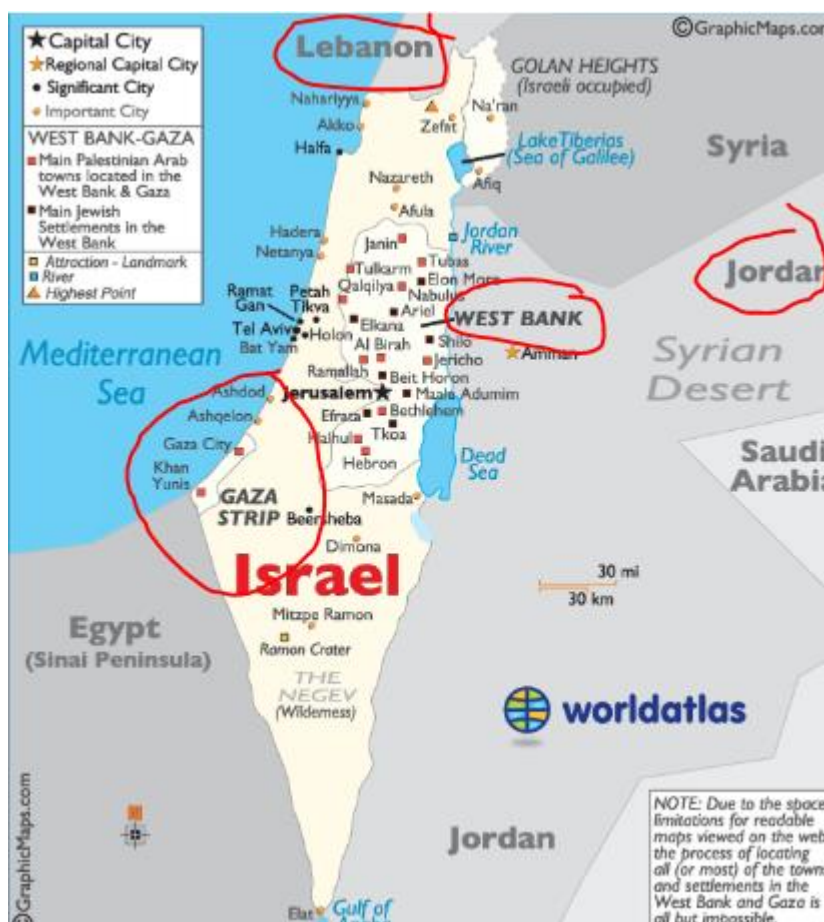 ©GraphicMaps.com
★Capital City
★Regional Capital City
● Significant City
● Important City
WEST BANK-GAZA
Main Palestinian Arab
towns located in the
West Bank & Gaza
Main Jewish
Settlements in the
West Bank
Attraction - Landmark
River
Highest Point
Lebanon
GOLAN HEIGHTS
(Israeli occupied)
Nahariyya
Na'ran
Akko
Zefat
Haifa
Lake Tiberias
(Sea of Galilee)
Syria
Nazareth
Afiq
Afula
Hadera
Jordan
River
Netanya
Janin
Jordan
Tulkarm
Tubas
Qalqilya
Elon More
Nabulus
Ramat
Gan
Petah
Tikva
Ariel
WEST BANK
Elkana
Tel Aviv
Holon
Shilo
Bat Yam
Al Birah
Jericho
Amman
Mediterranean
Sea
Syrian
Desert
Ramallah
Beit Horon
Ashdod
Jerusalem★
Maale Adumim
Ashqelon
Efrata
Bethlehem
Gaza City
Halhul
Tkoa
Saudi
Arabia
Khan
Yunis
Hebron
Dead
Sea
GAZA
STRIP
Masada
Beersheba
Dimona
Israel
30 mi
30 km
Mitzpe Ramon
Egypt
(Sinai Peninsula)
Ramon Crater
THE
NEGEV
(Wilderness)
worldatlas
©GraphicMaps.com
Jordan
NOTE: Due to the space
limitations for readable
maps viewed on the web
the process of locating
all (or most) of the towns
and settlements in the
West Bank and Gaza is
all but impossible.
Elat
Gulf of